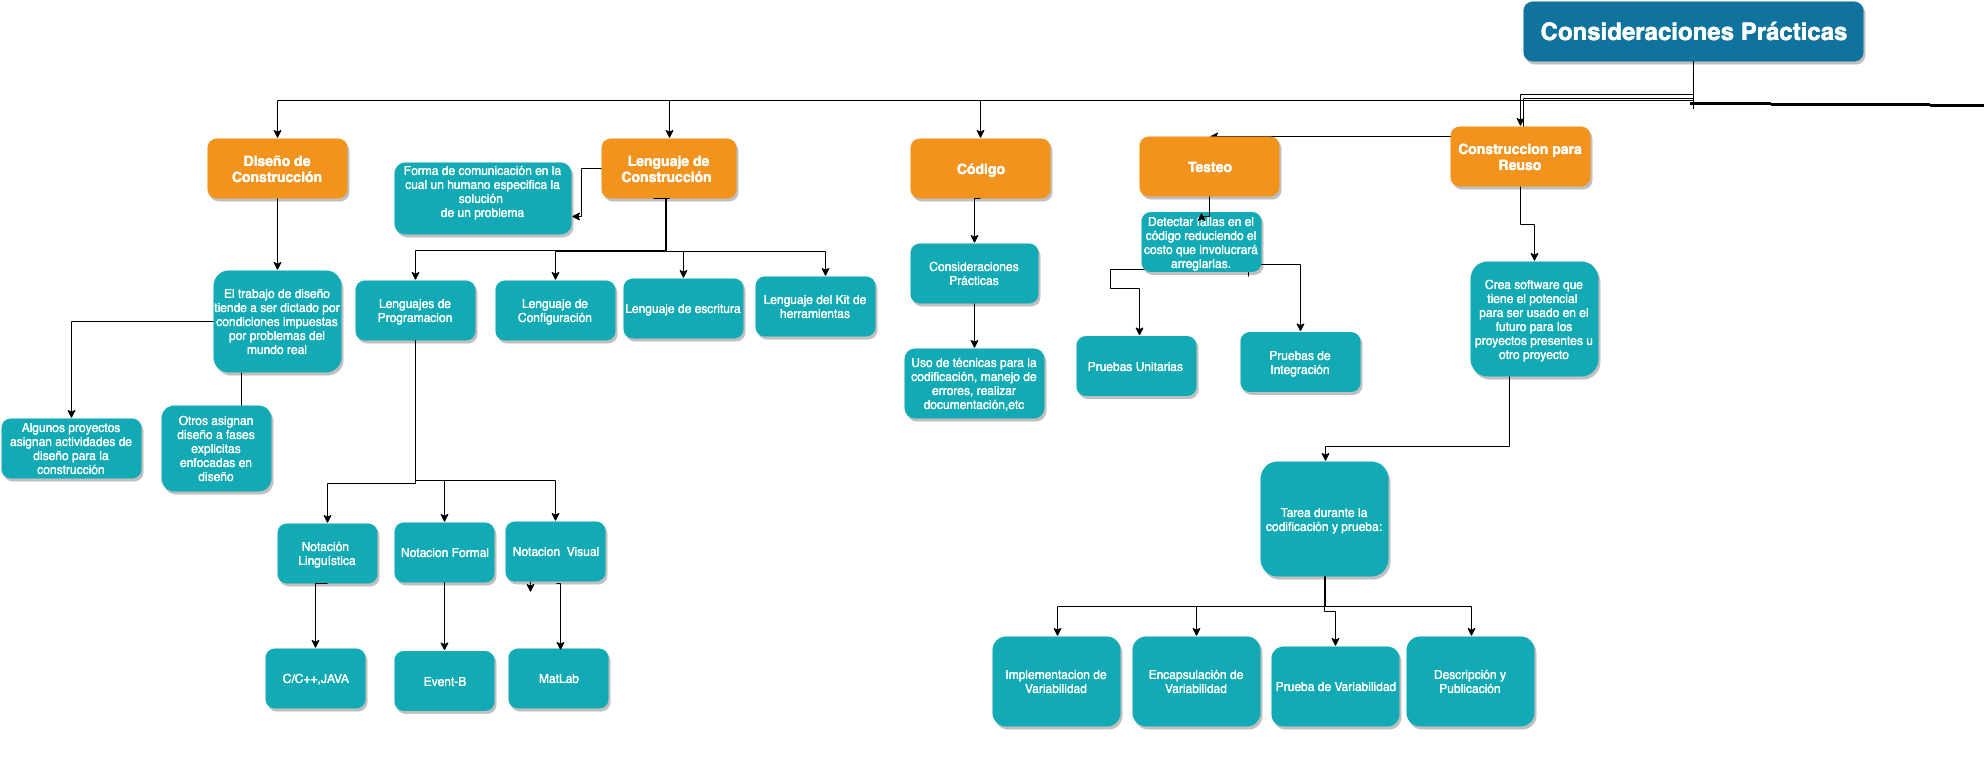 Consideraciones Prácticas
Diseño de
Construcción
Lenguaje de
Construcción
Código
Testeo
Construccion para
Reuso
Forma de comunicación en la
cual un humano especifica la
solución
de un problema
Detectar fallas en el
código reduciendo el
costo que involucrará
arreglarlas.
Consideraciones
Prácticas
El trabajo de diseño
tiende a ser dictado por
condiciones impuestas
por problemas del
mundo real
Lenguajes de
Programacion
Lenguaje de
Configuración
Lenguaje de escritura
Lenguaje del Kit de
herramientas
Crea software que
tiene el potencial
para ser usado en el
futuro para los
proyectos presentes u
otro proyecto
Uso de técnicas para la
codificación, manejo de
errores, realizar
documentación,etc
Pruebas Unitarias
Pruebas de
Integración
Algunos proyectos
asignan actividades de
diseño para la
construcción
Otros asignan
diseño a fases
explicitas
enfocadas en
diseño
Tarea durante la
codificación y prueba:
Notación
Linguística
Notacion Formal
Notacion  Visual
C/C++,JAVA
Event-B
MatLab
Implementacion de
Variabilidad
Encapsulación de
Variabilidad
Prueba de Variabilidad
Descripción y
Publicación